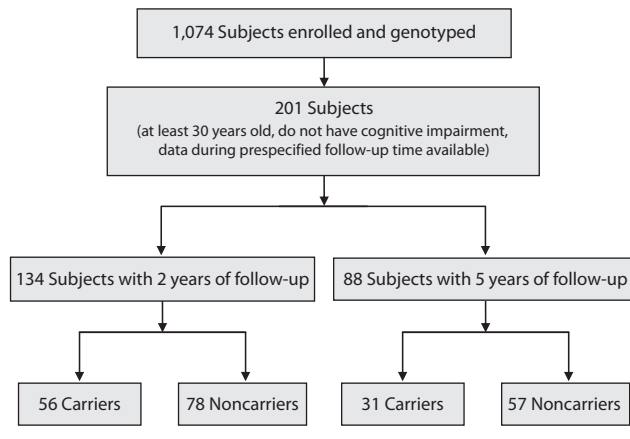 1,074 Subjects enrolled and genotyped
201 Subjects
(at least 30 years old, do not have cognitive impairment,
data during prespecified follow-up time available)
134 Subjects with 2 years of follow-up
88 Subjects with 5 years of follow-up
56 Carriers
78 Noncarriers
31 Carriers
57 Noncarriers